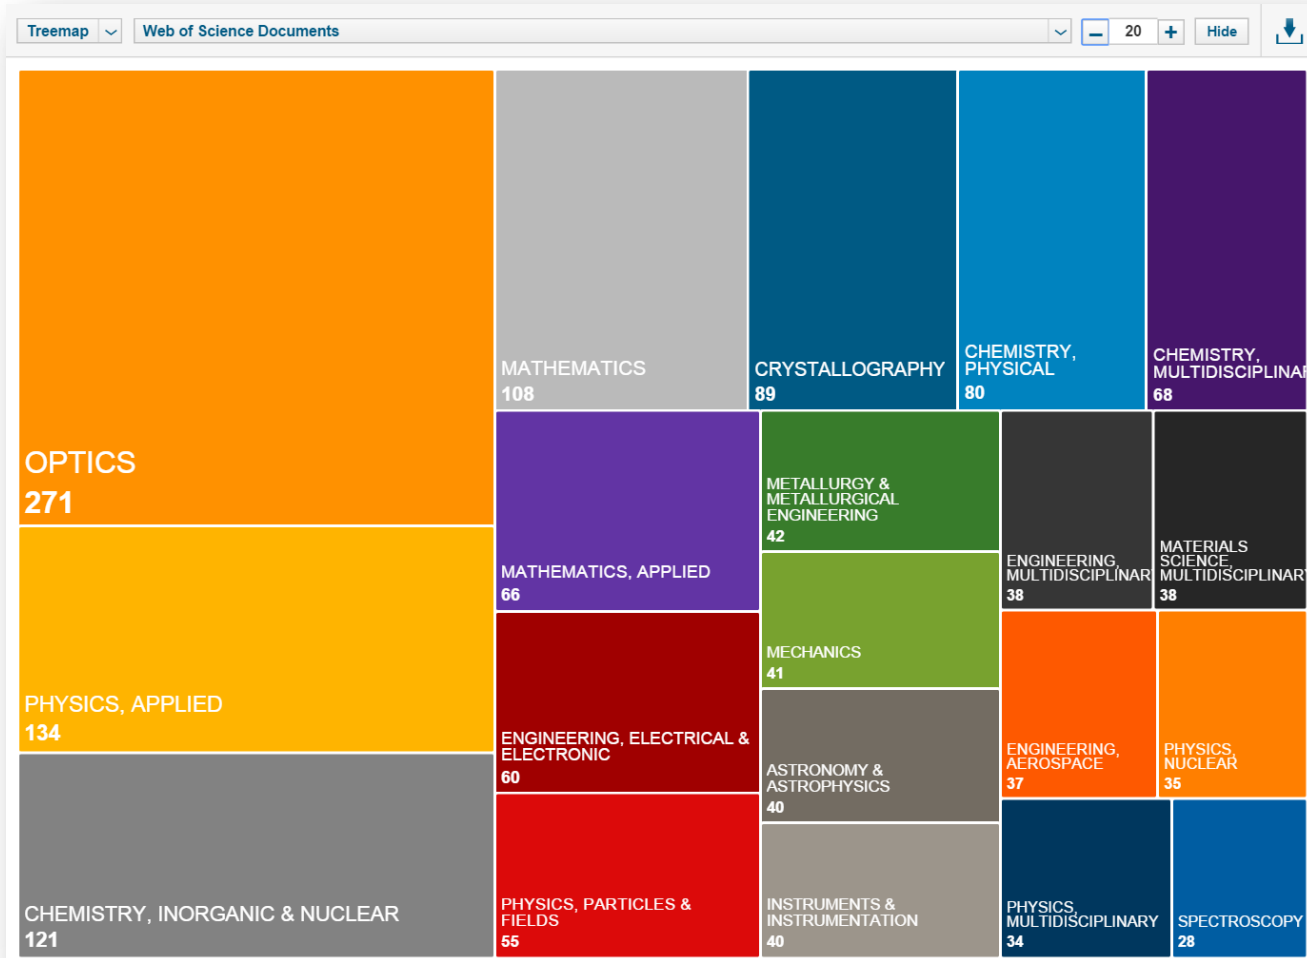 Treemap
Web of Science Documents
20
Hide
OPTICS
271
PHYSICS, APPLIED
134
CHEMISTRY, INORGANIC & NUCLEAR
121
MATHEMATICS
108
CRYSTALLOGRAPHY
89
CHEMISTRY,
PHYSICAL
80
CHEMISTRY,
MULTIDISCIPLINAR
68
MATHEMATICS, APPLIED
66
ENGINEERING, ELECTRICAL &
ELECTRONIC
60
PHYSICS, PARTICLES &
FIELDS
55
METALLURGY &
METALLURGICAL
ENGINEERING
42
MECHANICS
41
ASTRONOMY &
ASTROPHYSICS
40
INSTRUMENTS &
INSTRUMENTATION
40
ENGINEERING,
MULTIDISCIPLINAR
38
MATERIALS
SCIENCE,
MULTIDISCIPLINARY
38
ENGINEERING,
AEROSPACE
37
PHYSICS,
NUCLEAR
35
PHYSICS,
MULTIDISCIPLINARY
34
SPECTROSCOPY
28